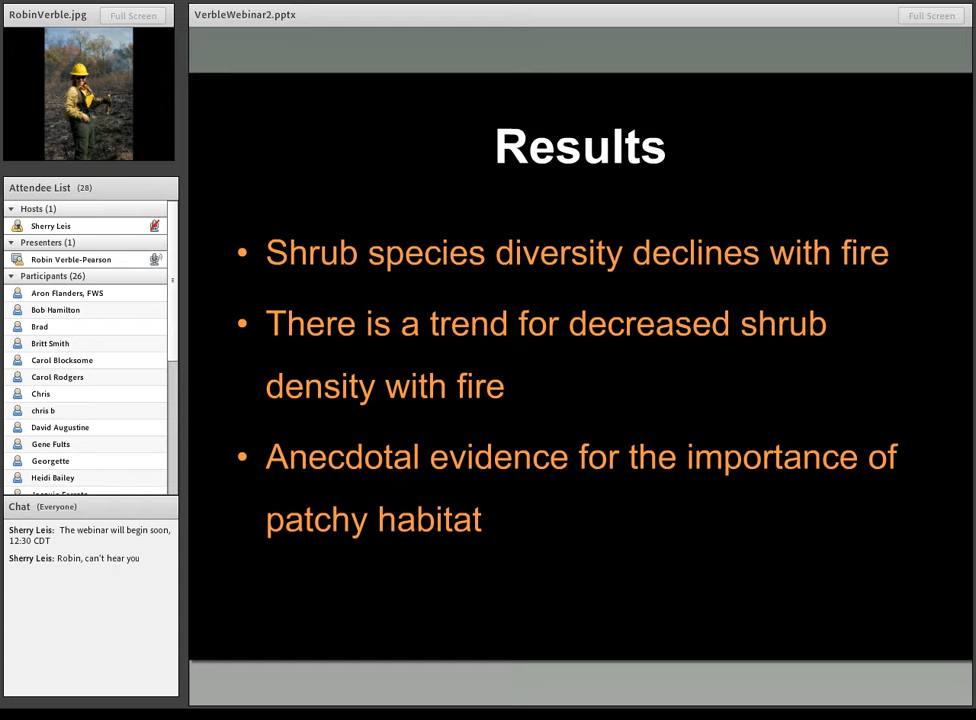 RobinVerble.jpg
Full Screen
Attendee List (28)
Hosts (1)
Sherry Leis
Presenters (1)
Robin Verble-Pearson
Participants (26)
Aron Flanders, FWS
Bob Hamilton
Brad
Britt Smith
Carol Blocksome
Carol Rodgers
Chris
chris b
David Augustine
Gene Fults
Georgette
Heidi Bailey
Chat (Everyone)
Sherry Leis: The webinar will begin soon,
12:30 CDT
Sherry Leis: Robin, can't hear you
VerbleWebinar2.pptx
Full Screen
Results
• Shrub species diversity declines with fire
• There is a trend for decreased shrub
density with fire
• Anecdotal evidence for the importance of
patchy habitat